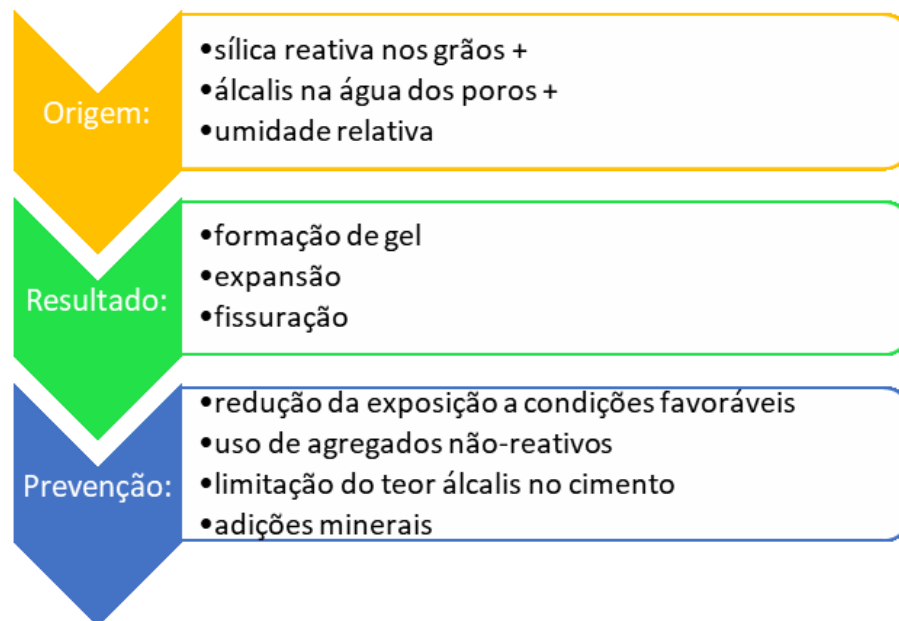 Origem:
•sílica reativa nos grãos +
•álcalis na água dos poros +
•umidade relativa
Resultado:
•formação de gel
•expansão
•fissuração
Prevenção:
•redução da exposição a condições favoráveis
•uso de agregados não-reativos
•limitação do teor álcalis no cimento
•adições minerais